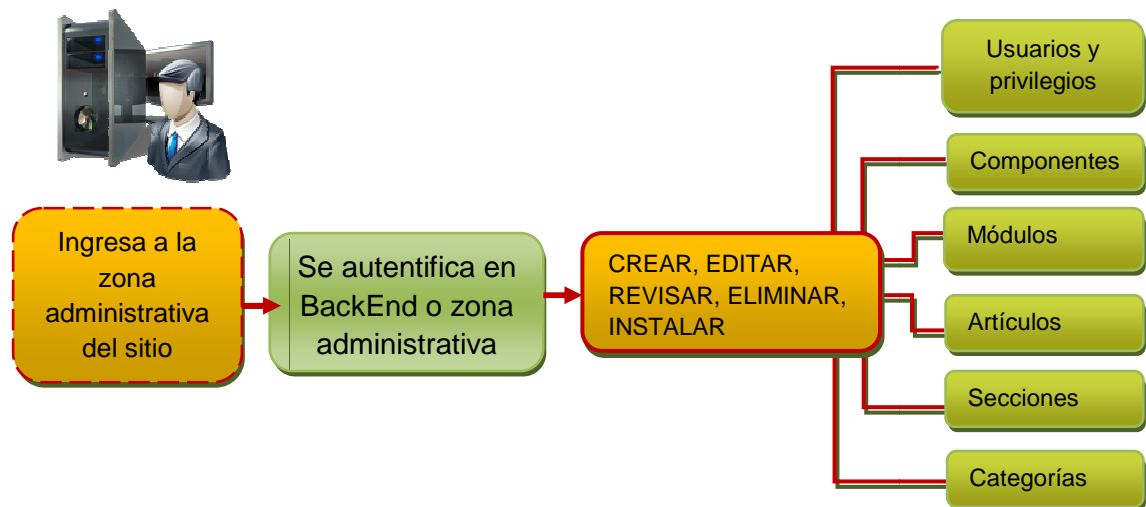 Ingresa a la
zona
administrativa
del sitio
Se autentifica en
BackEnd o zona
administrativa
CREAR, EDITAR,
REVISAR, ELIMINAR,
INSTALAR
Usuarios y
privilegios
Componentes
Módulos
Artículos
Secciones
Categorías